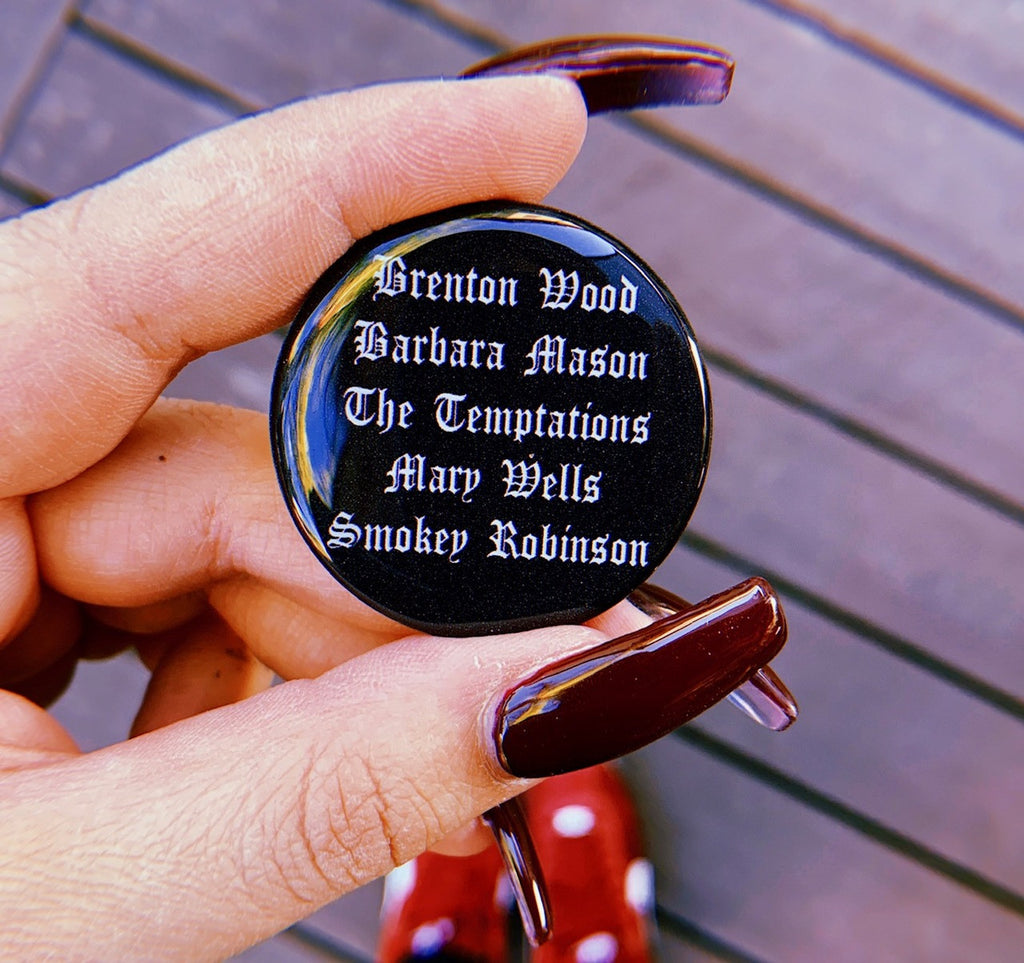 Brenton Wood
Barbara Mason
The Temptations
Mary Wells
Smokey Robinson